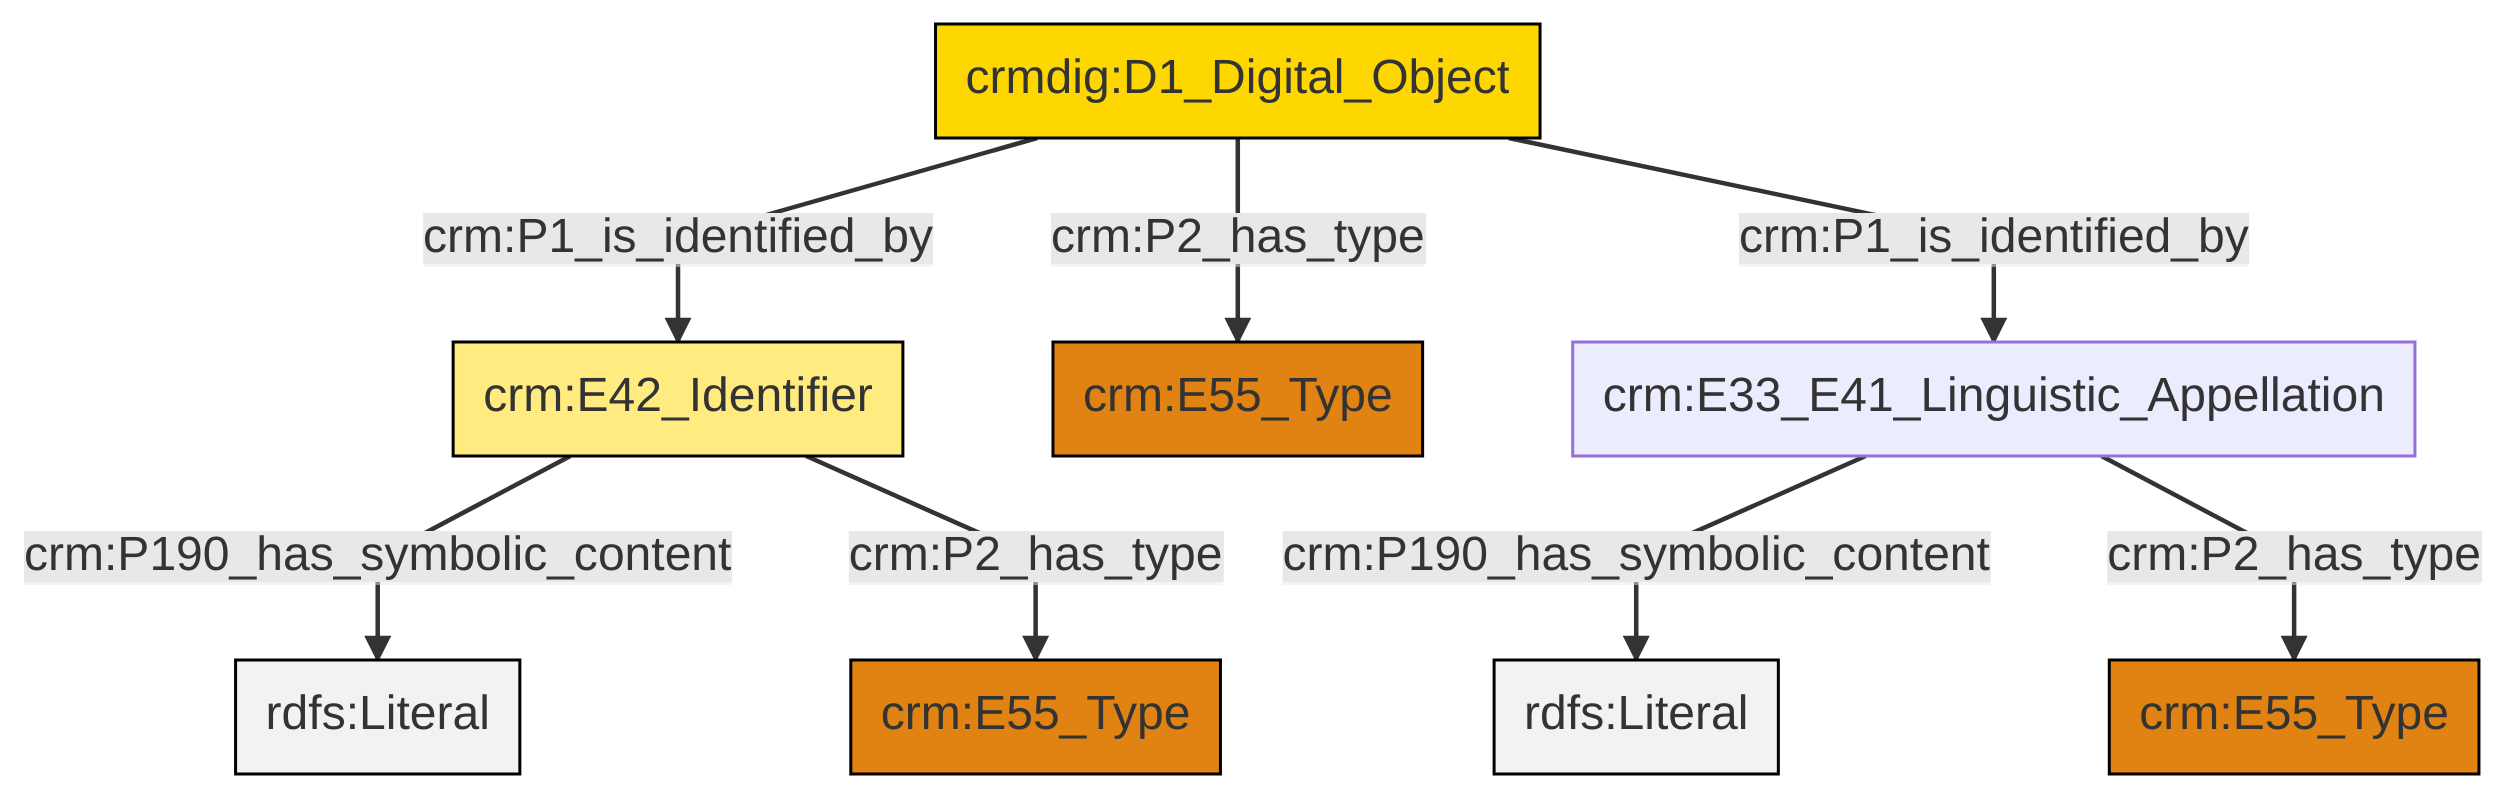 crmdig:D1_Digital_Object
crm:P1_is_identified_by
crm:P2_has_type
crm:P1_is_identified_by
crm:E42_Identifier
crm:E55_Type
crm:E33_E41_Linguistic_Appellation
crm:P190_has_symbolic_content
crm:P2_has_type
crm:P190_has_symbolic_content
crm:P2_has_type
rdfs:Literal
crm:E55_Type
rdfs:Literal
crm:E55_Type